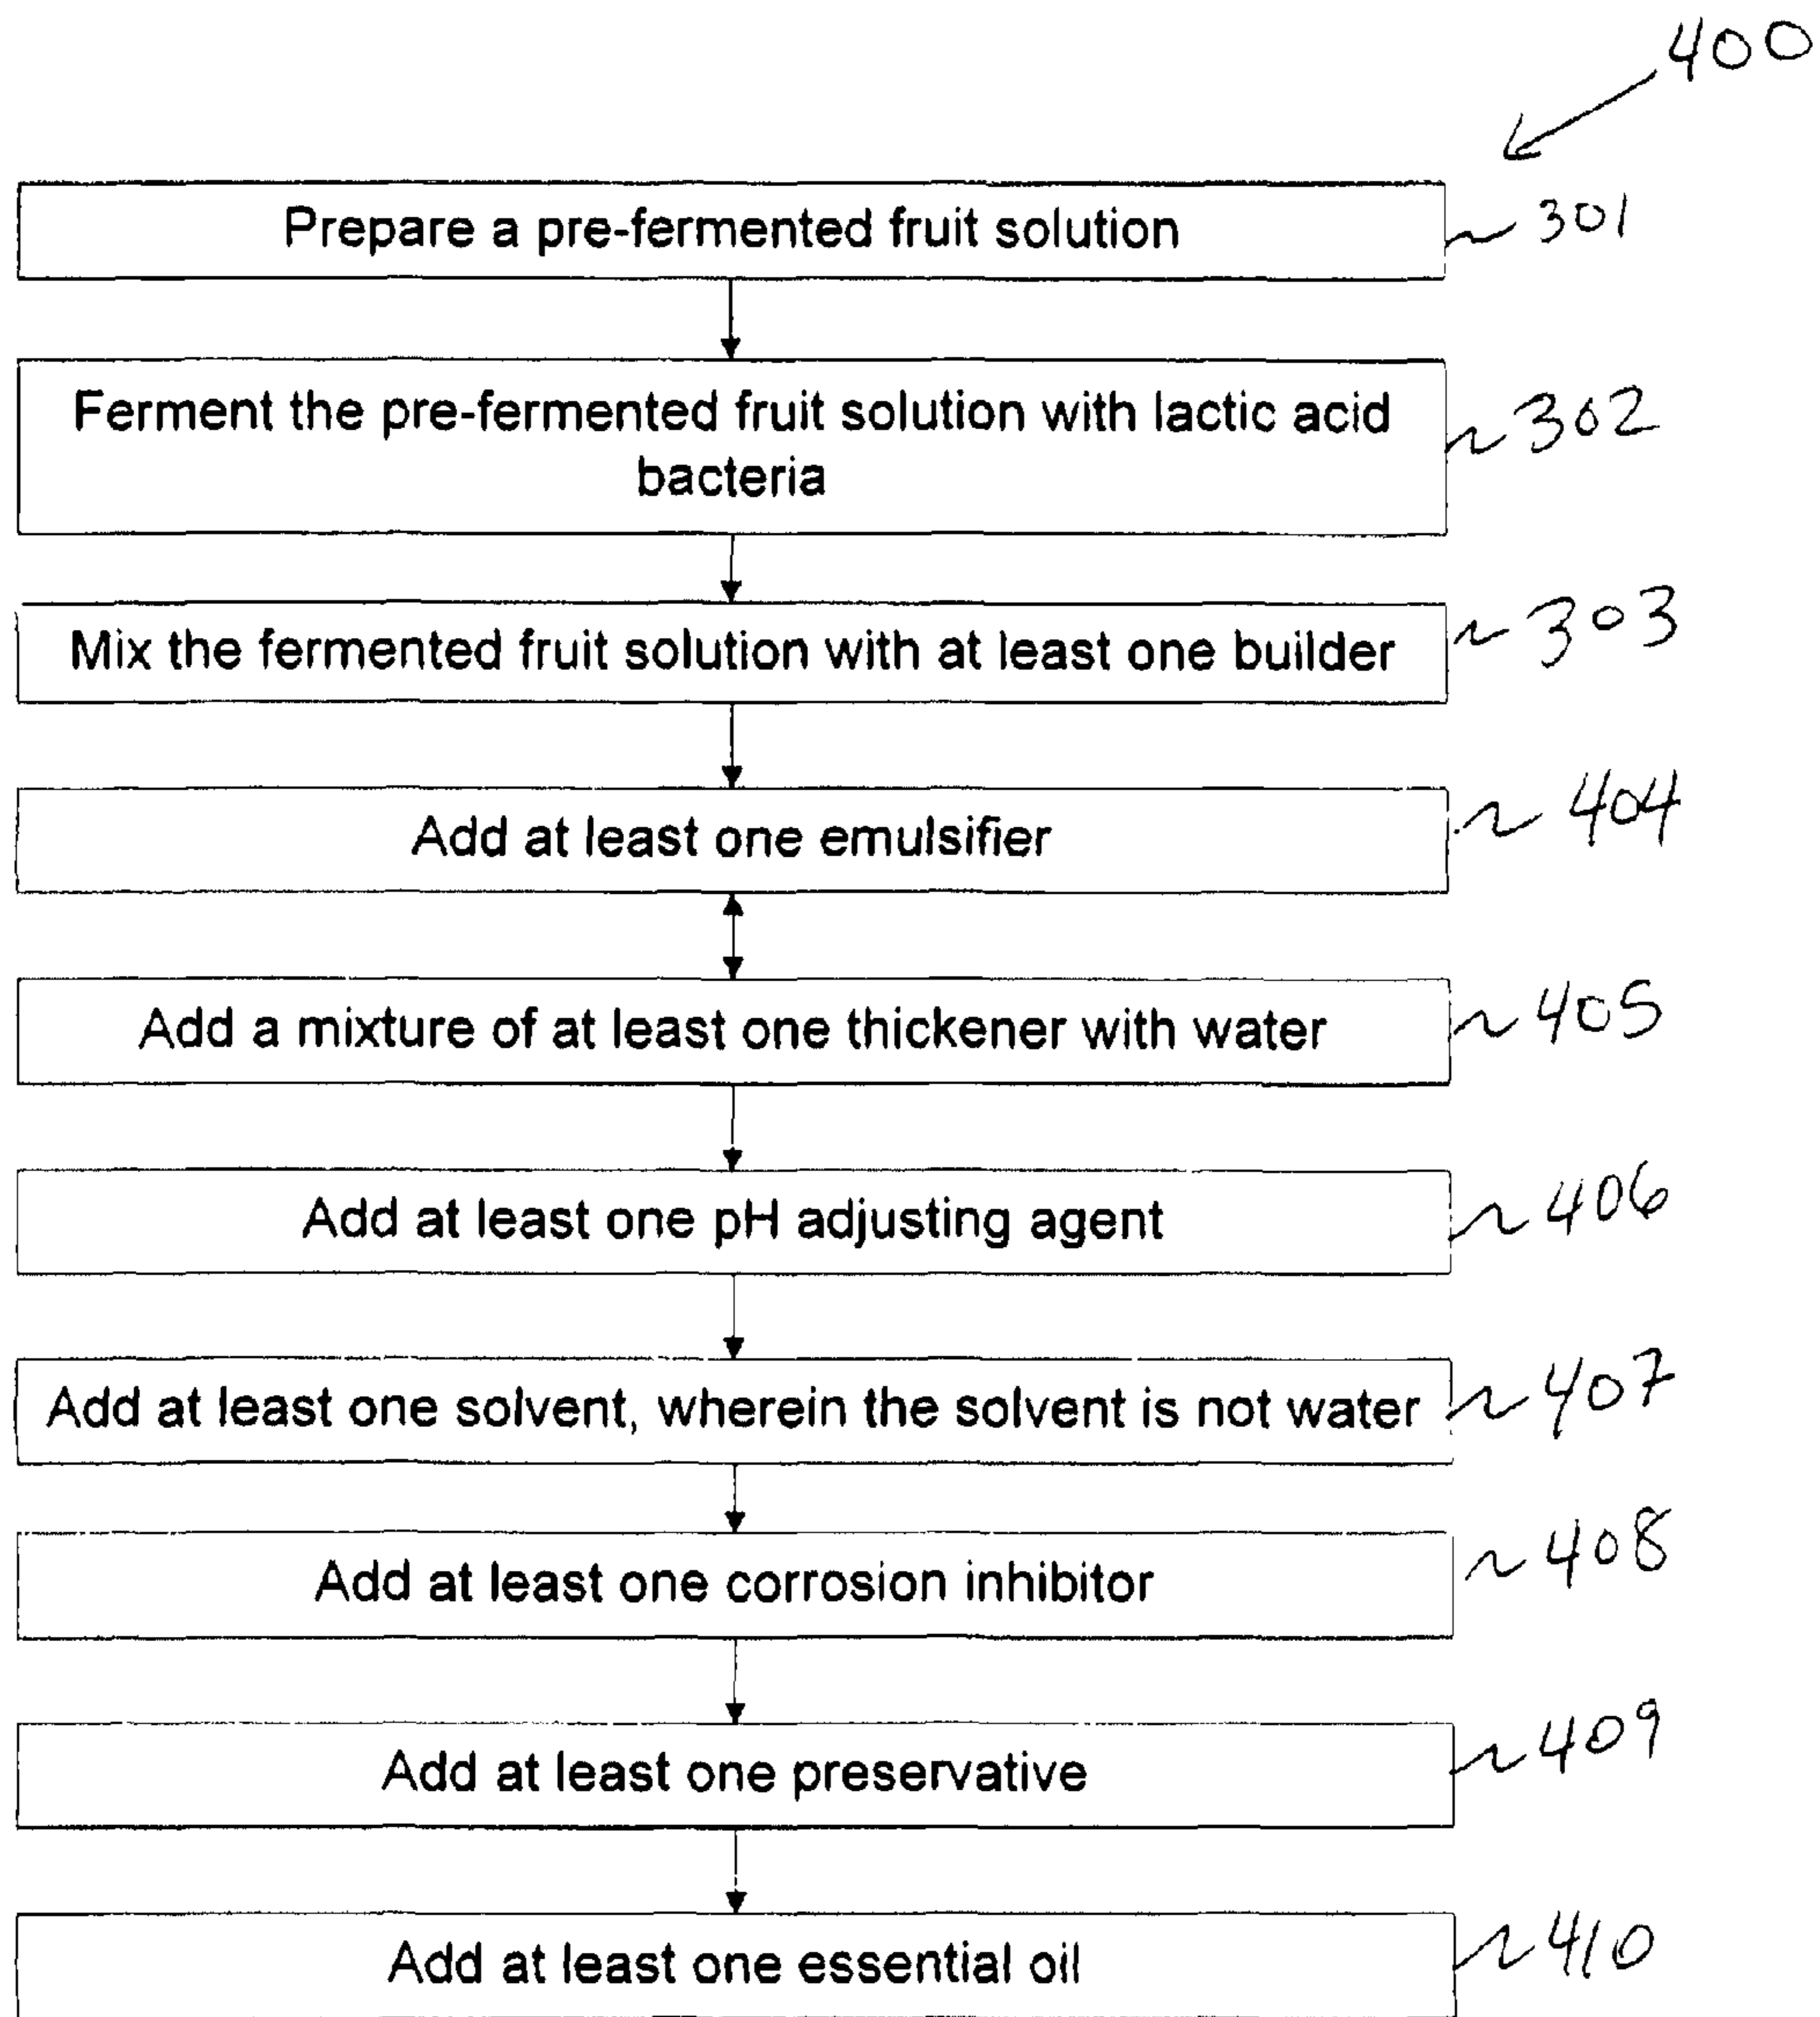 400
Prepare a pre-fermented fruit solution
301
Ferment the pre-fermented fruit solution with lactic acid
bacteria
302
Mix the fermented fruit solution with at least one builder
303
Add at least one emulsifier
404
Add a mixture of at least one thickener with water
405
Add at least one pH adjusting agent
406
Add at least one solvent, wherein the solvent is not water
407
Add at least one corrosion inhibitor
408
Add at least one preservative
409
Add at least one essential oil
410